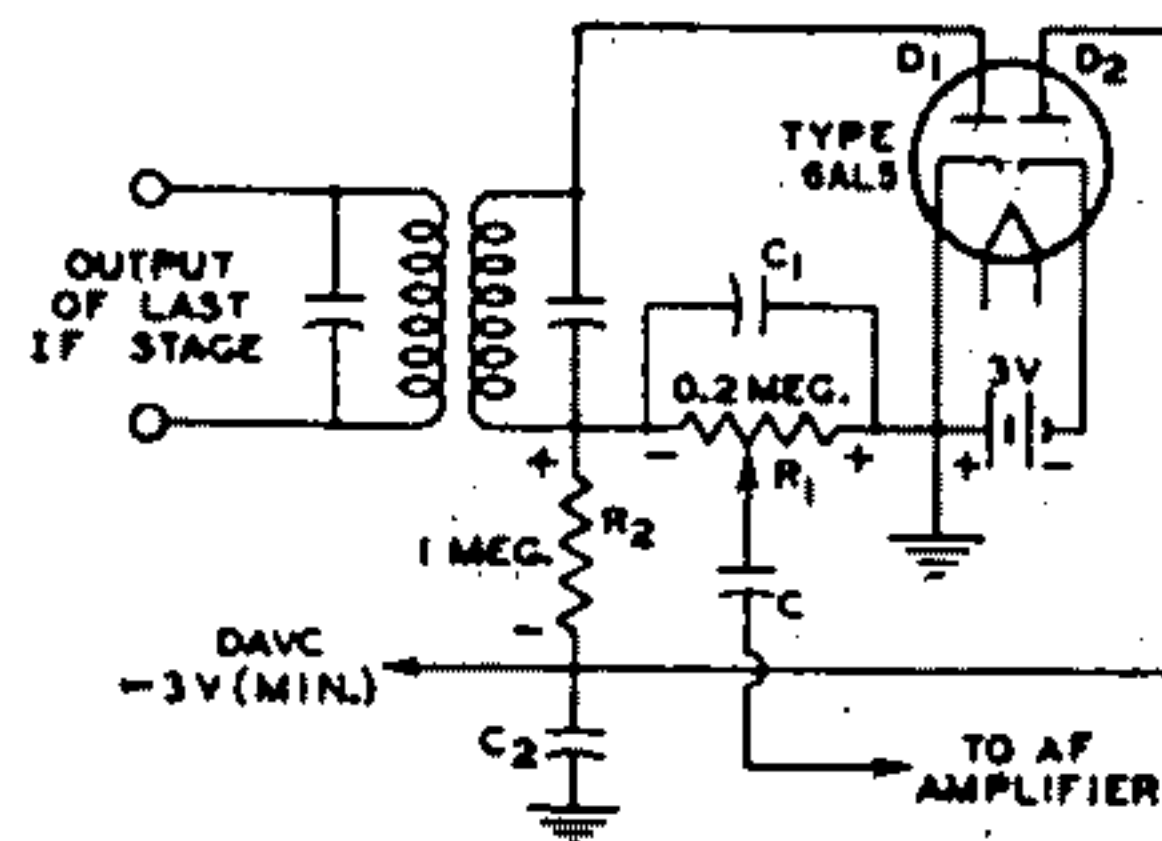 D1
D2
TYPE
6AL5
OUTPUT
OF LAST
IF STAGE
C1
3V
0.2 MEG.
+
-
+
+
-
R1
R2
1 MEG.
-
C
DAVC
-3V (MIN.)
C2
TO AF
AMPLIFIER